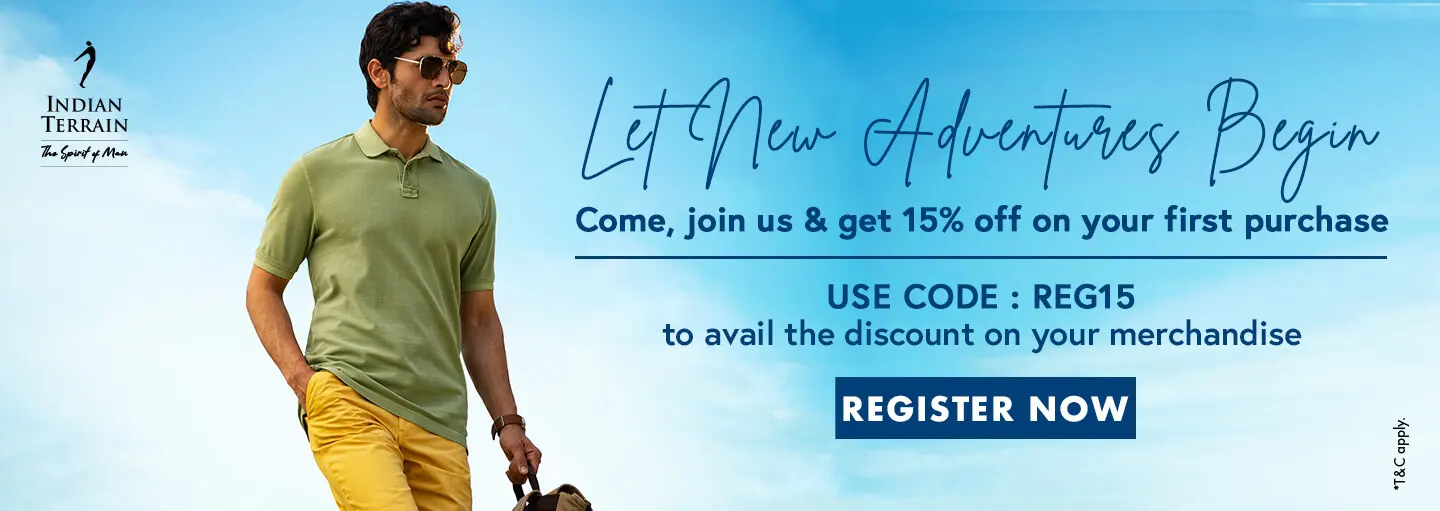 INDIAN
TERRAIN
The Spirit of Man
Let New Adventures Begin
Come, join us & get 15% off on your first purchase
USE CODE : REG15
to avail the discount on your merchandise
REGISTER NOW
*T&C apply.